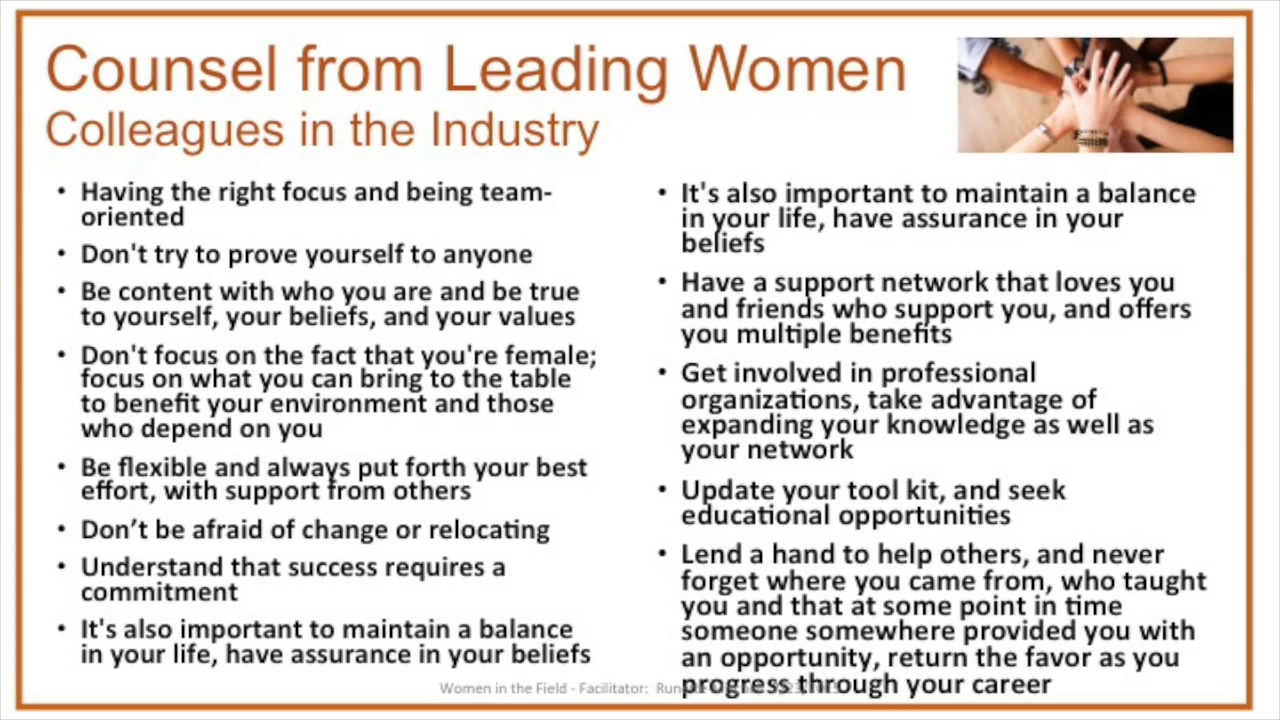 Counsel from Leading Women
Colleagues in the Industry
• Having the right focus and being team-
oriented
• Don't try to prove yourself to anyone
• Be content with who you are and be true
to yourself, your beliefs, and your values
• Don't focus on the fact that you're female;
focus on what you can bring to the table
to benefit your environment and those
who depend on you
• Be flexible and always put forth your best
effort, with support from others
• Don’t be afraid of change or relocating
• Understand that success requires a
commitment
• It's also important to maintain a balance
in your life, have assurance in your beliefs
• It's also important to maintain a balance
in your life, have assurance in your
beliefs
• Have a support network that loves you
and friends who support you, and offers
you multiple benefits
• Get involved in professional
organizations, take advantage of
expanding your knowledge as well as
your network
• Update your tool kit, and seek
educational opportunities
• Lend a hand to help others, and never
forget where you came from, who taught
you and that at some point in time
someone somewhere provided you with
an opportunity, return the favor as you
progress through your career
Women in the Field - Facilitator: